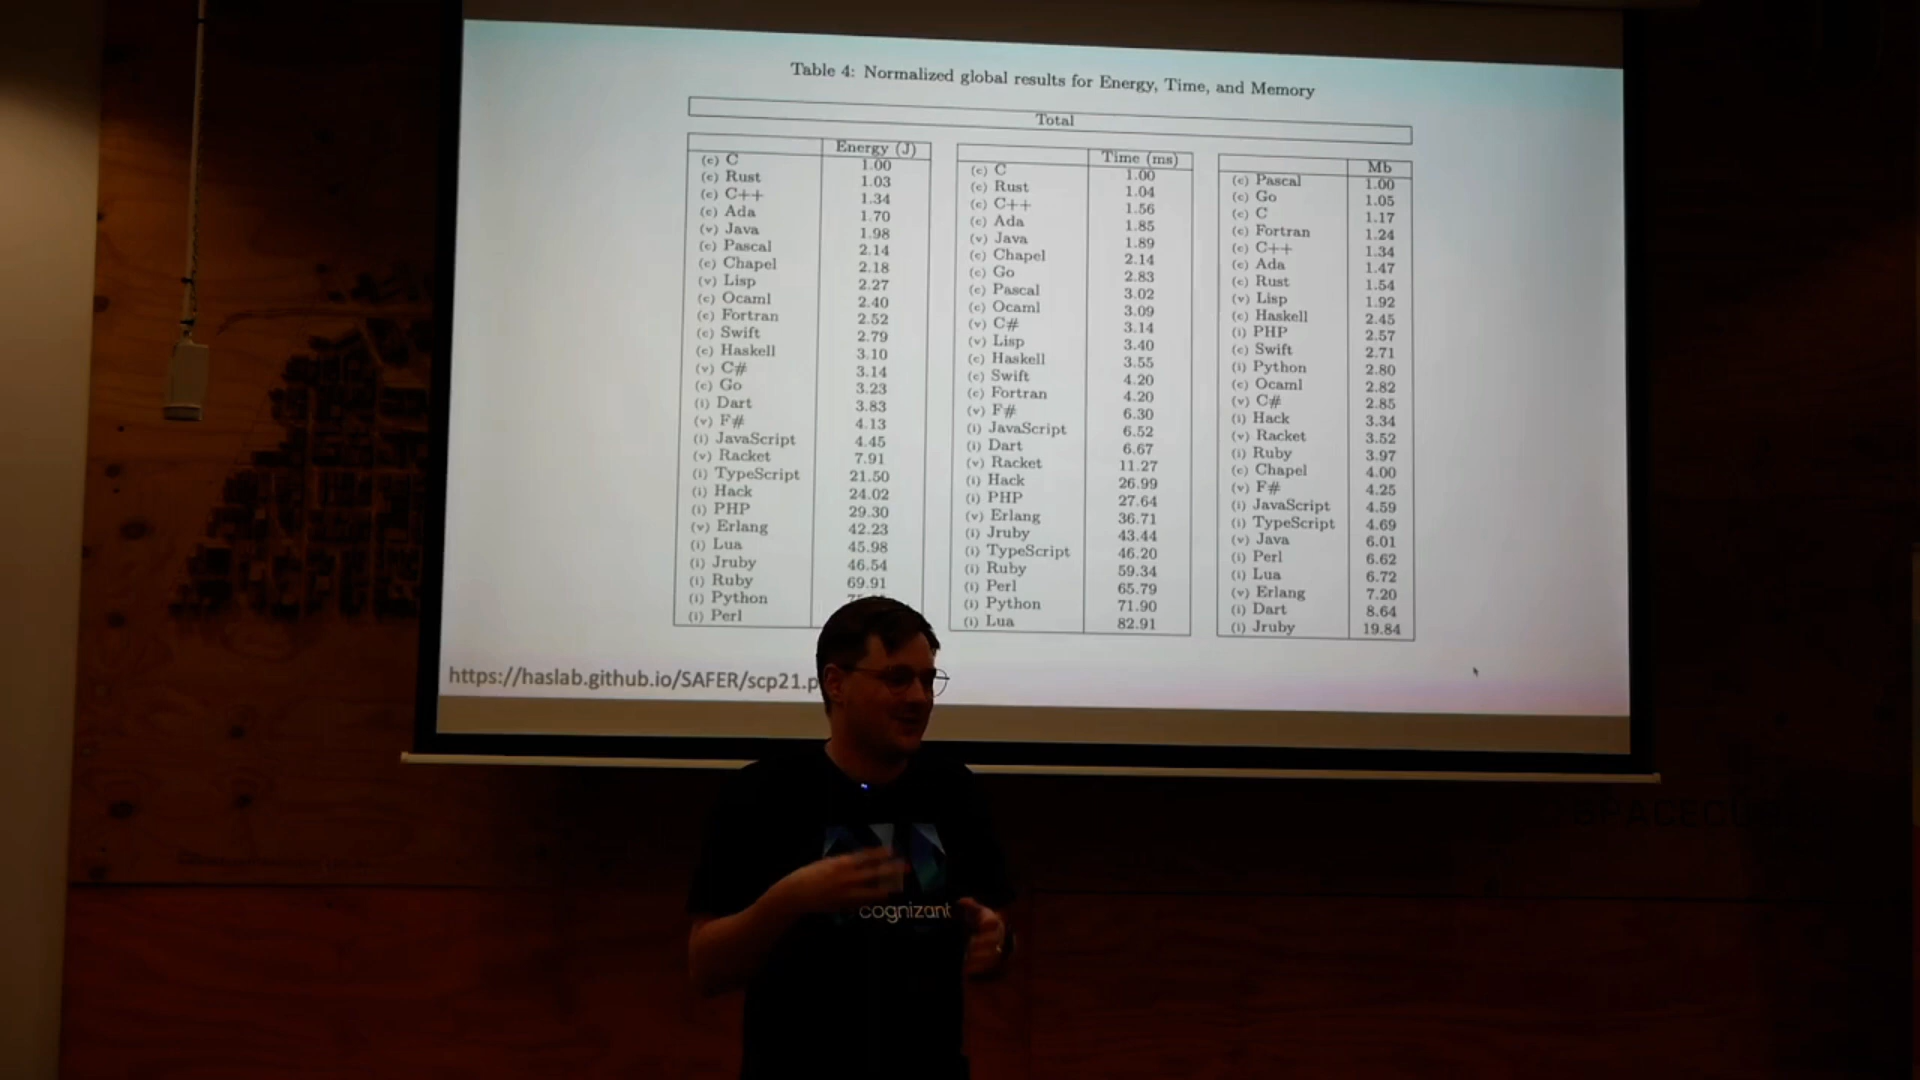 Table 4: Normalized global results for Energy, Time, and Memory
Total
Energy (J)
(c) C 1.00
(c) Rust 1.03
(c) C++ 1.34
(c) Ada 1.70
(v) Java 1.98
(c) Pascal 2.14
(c) Chapel 2.18
(v) Lisp 2.27
(c) Ocaml 2.40
(c) Fortran 2.52
(c) Swift 2.79
(c) Haskell 3.10
(v) C# 3.14
(c) Go 3.23
(i) Dart 3.83
(v) F# 4.13
(i) JavaScript 4.45
(v) Racket 7.91
(i) TypeScript 21.50
(i) Hack 24.02
(i) PHP 29.30
(v) Erlang 42.23
(i) Lua 45.98
(i) Jruby 46.54
(i) Ruby 69.91
(i) Python
(i) Perl
Time (ms)
(c) C 1.00
(c) Rust 1.04
(c) C++ 1.56
(c) Ada 1.85
(v) Java 1.89
(c) Chapel 2.14
(c) Go 2.83
(c) Pascal 3.02
(c) Ocaml 3.09
(v) C# 3.14
(v) Lisp 3.40
(c) Haskell 3.55
(c) Swift 4.20
(c) Fortran 4.20
(v) F# 6.30
(i) JavaScript 6.52
(i) Dart 6.67
(v) Racket 11.27
(i) Hack 26.99
(i) PHP 27.64
(v) Erlang 36.71
(i) Jruby 43.44
(i) TypeScript 46.20
(i) Ruby 59.34
(i) Perl 65.79
(i) Python 71.90
(i) Lua 82.91
Mb
(c) Pascal 1.00
(c) Go 1.05
(c) C 1.17
(c) Fortran 1.24
(c) C++ 1.34
(c) Ada 1.47
(c) Rust 1.54
(v) Lisp 1.92
(c) Haskell 2.45
(i) PHP 2.57
(c) Swift 2.71
(i) Python 2.80
(c) Ocaml 2.82
(v) C# 2.85
(i) Hack 3.34
(v) Racket 3.52
(i) Ruby 3.97
(c) Chapel 4.00
(v) F# 4.25
(i) JavaScript 4.59
(i) TypeScript 4.69
(v) Java 6.01
(i) Perl 6.62
(i) Lua 6.72
(v) Erlang 7.20
(i) Dart 8.64
(i) Jruby 19.84
https://haslab.github.io/SAFER/scp21.p
cognizant